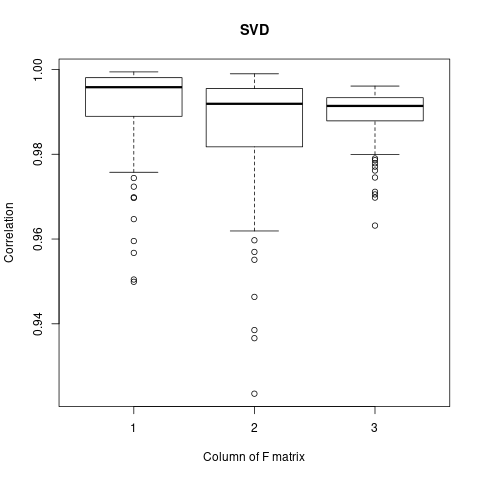 SVD
1.00
0.98
0.96
0.94
Correlation
1 2 3
Column of F matrix